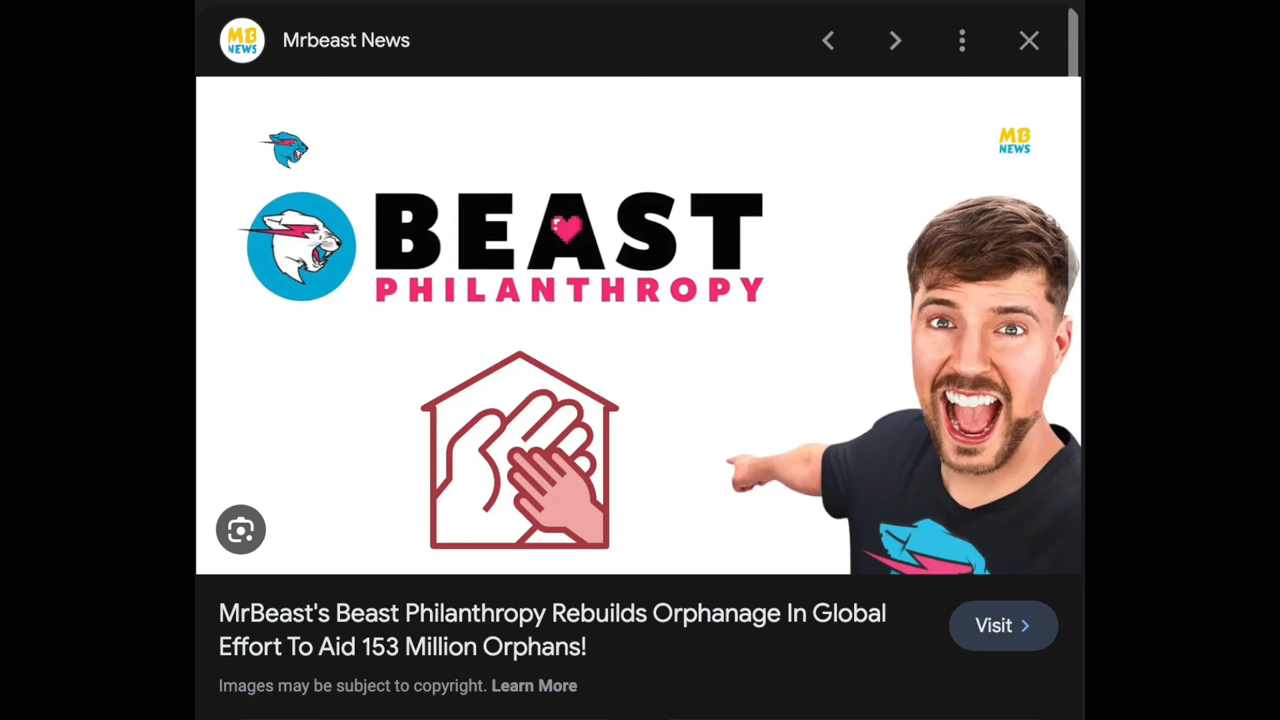 MB
NEWS
Mrbeast News
MB
NEWS
BEAST
PHILANTHROPY
MrBeast's Beast Philanthropy Rebuilds Orphanage In Global
Effort To Aid 153 Million Orphans!
Visit
Images may be subject to copyright. Learn More